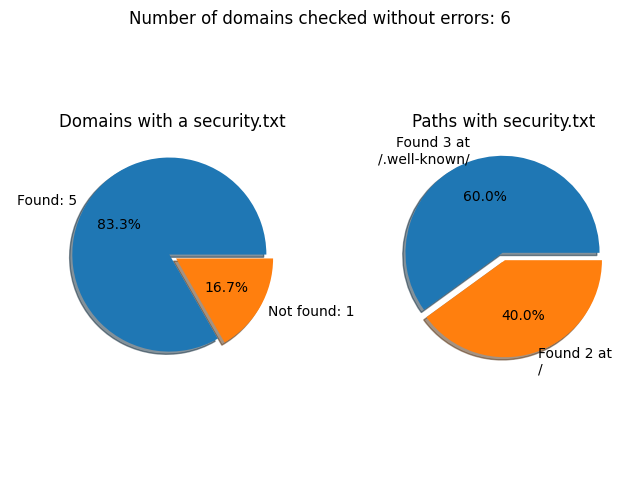 Number of domains checked without errors: 6
Domains with a security.txt
Found: 5
83.3%
16.7%
Not found: 1
Paths with security.txt
Found 3 at
/.well-known/
60.0%
40.0%
Found 2 at
/